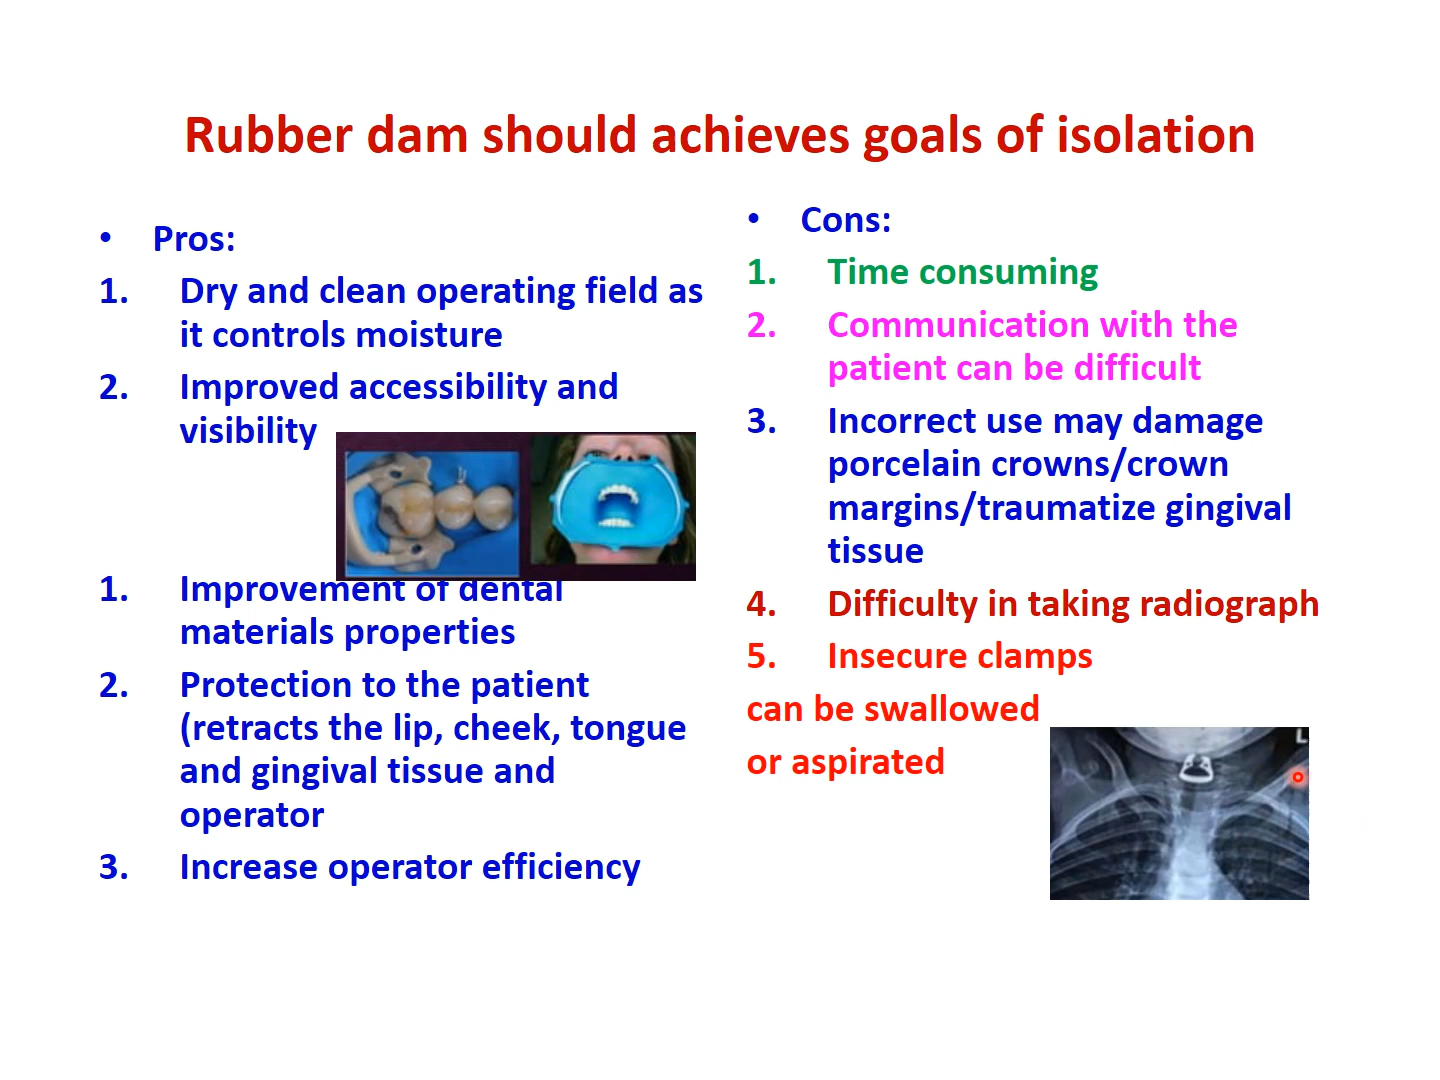 Rubber dam should achieves goals of isolation
• Pros:
1. Dry and clean operating field as
it controls moisture
2. Improved accessibility and
visibility
1. Improvement of dental
materials properties
2. Protection to the patient
(retracts the lip, cheek, tongue
and gingival tissue and
operator
3. Increase operator efficiency
• Cons:
1. Time consuming
2. Communication with the
patient can be difficult
3. Incorrect use may damage
porcelain crowns/crown
margins/traumatize gingival
tissue
4. Difficulty in taking radiograph
5. Insecure clamps
can be swallowed
or aspirated
L